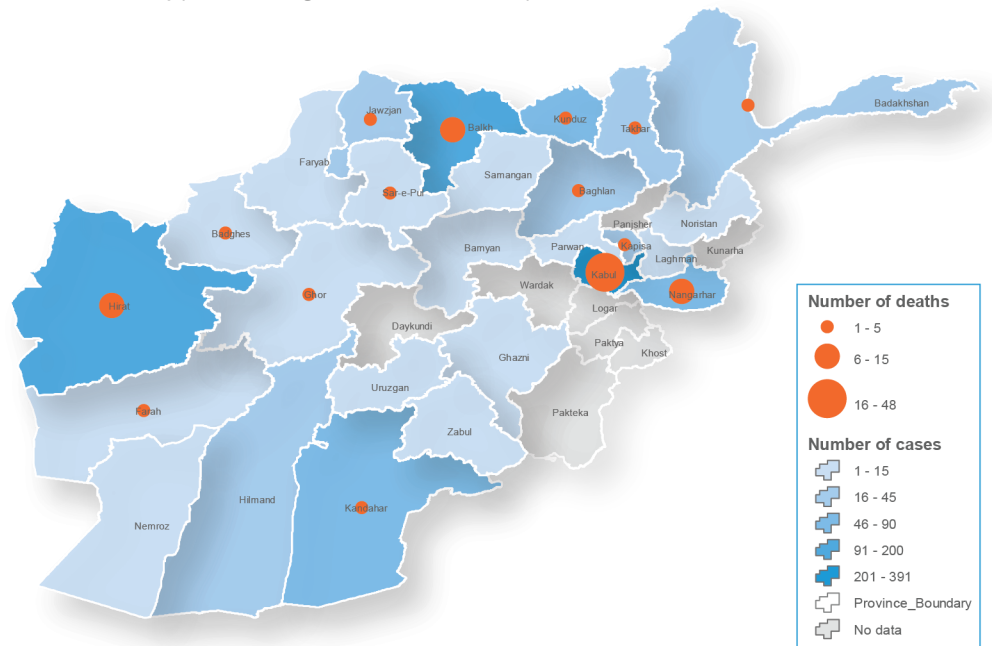 Badakhshan
Jawzjan
Balkh
Kunduz
Takhar
Faryab
Samangan
Sar-e-Pul
Baghlan
Panjsher
Noristan
Badghes
Bamyan
Parwan
Kapisa
Kunarha
Laghman
Kabul
Wardak
Nangarhar
Hirat
Ghor
Logar
Daykundi
Paktya
Khost
Ghazni
Uruzgan
Farah
Pakteka
Zabul
Hilmand
Kandahar
Nemroz
Number of deaths
1 - 5
6 - 15
16 - 48
Number of cases
1 - 15
16 - 45
46 - 90
91 - 200
201 - 391
Province_Boundary
No data